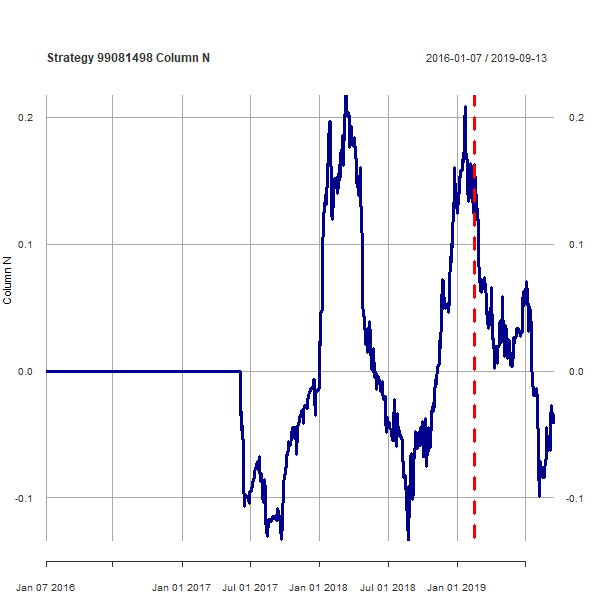 Strategy 99081498 Column N
2016-01-07 / 2019-09-13
0.2
0.2
0.1
0.1
Column N
0.0
0.0
-0.1
-0.1
Jan 07 2016
Jan 01 2017
Jul 01 2017
Jan 01 2018
Jul 01 2018
Jan 01 2019